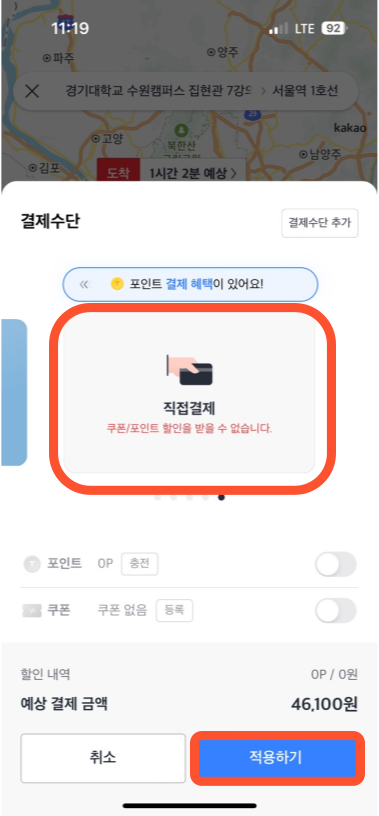 11:19
LTE 92
파주
양주
경기대학교 수원캠퍼스 집현관 7강의 > 서울역 1호선
23
고양
kakao
북한산
국립공원
남양주
김포
도착 1시간 2분 예상 >
결제수단
결제수단 추가
« 포인트 결제 혜택이 있어요!
직접결제
쿠폰/포인트 할인을 받을 수 없습니다.
포인트 0P 충전
쿠폰 쿠폰 없음 등록
할인 내역 0P / 0원
예상 결제 금액 46,100원
취소
적용하기